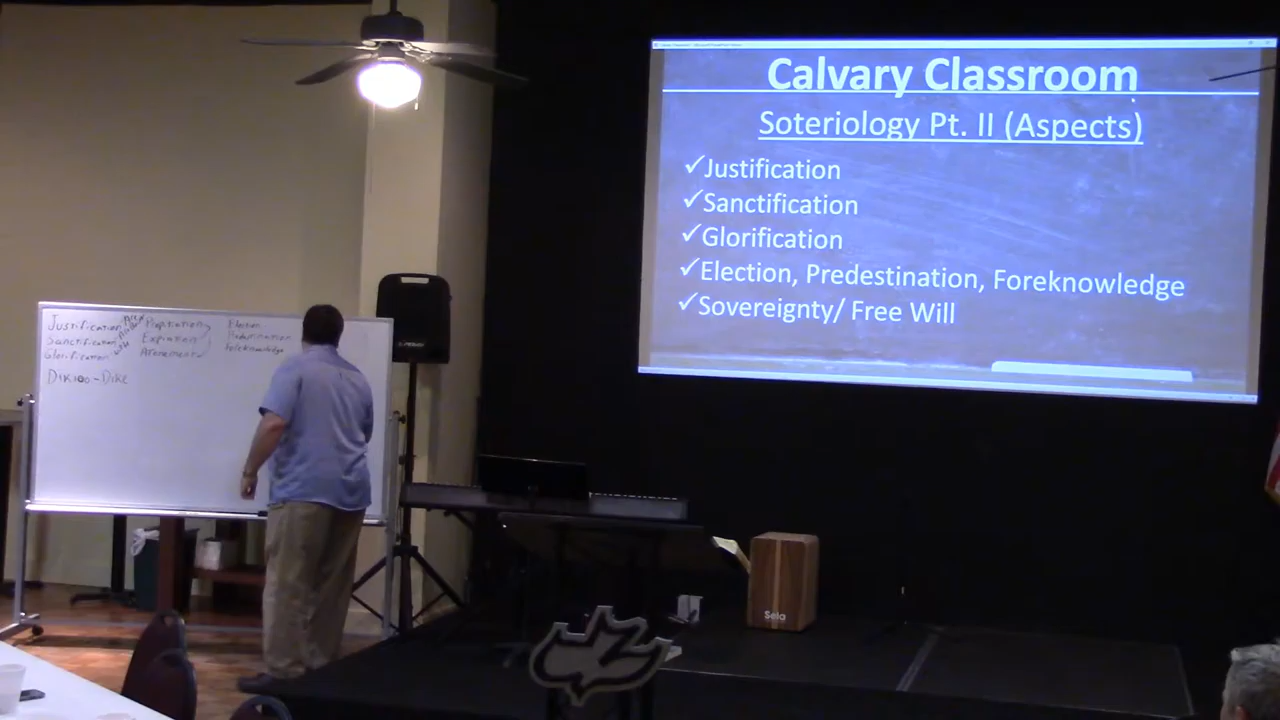 Calvary Classroom
Soteriology Pt. II (Aspects)
✓Justification
✓Sanctification
✓Glorification
✓Election, Predestination, Foreknowledge
✓Sovereignty/ Free Will
Justification
Sanctification
Glorification
Propitiation
Expiation
Atonement
Election
Predestination
Foreknowledge
Dikioo - Dike
Sela